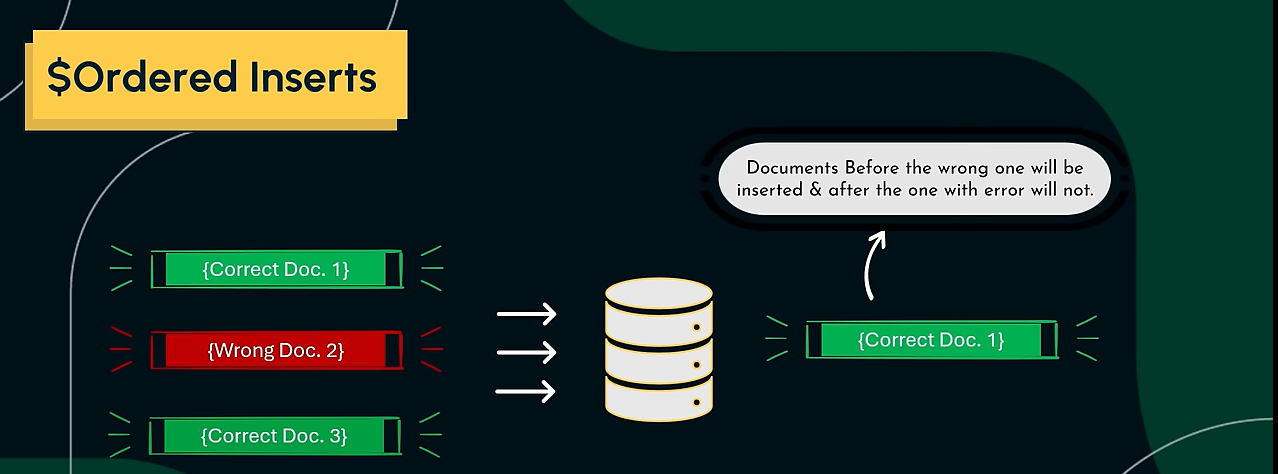 $Ordered Inserts
Documents Before the wrong one will be
inserted & after the one with error will not.
{Correct Doc. 1}
{Wrong Doc. 2}
{Correct Doc. 3}
{Correct Doc. 1}